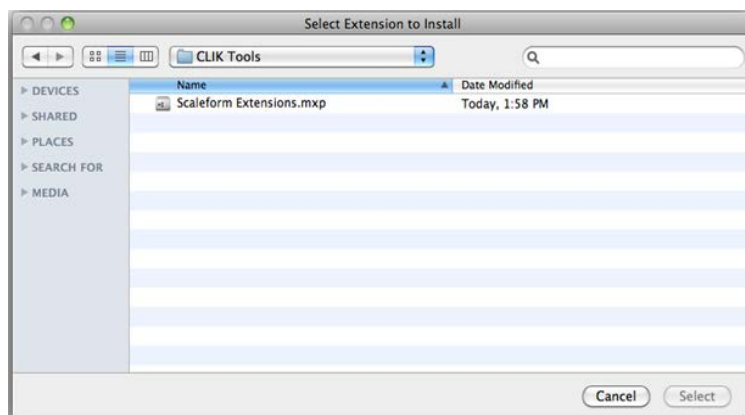 Select Extension to Install
CLIK Tools
Name
Date Modified
DEVICES
SHARED
PLACES
SEARCH FOR
MEDIA
Scaleform Extensions.mxp
Today, 1:58 PM
Cancel
Select